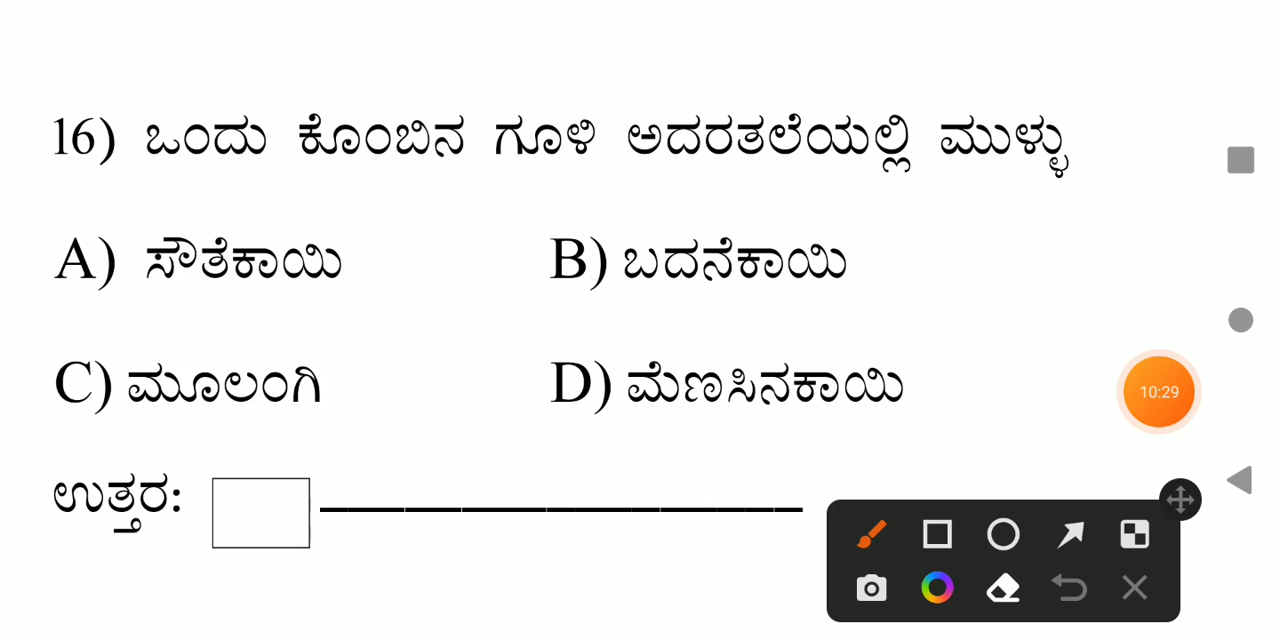 16) ಒಂದು ಕೊಂಬಿನ ಗೂಳಿ ಅದರತಲೆಯಲ್ಲಿ ಮುಳ್ಳು
A) ಸೌತೆಕಾಯಿ B) ಬದನೆಕಾಯಿ
C) ಮೂಲಂಗಿ D) ಮೆಣಸಿನಕಾಯಿ
10:29
ಉತ್ತರ: